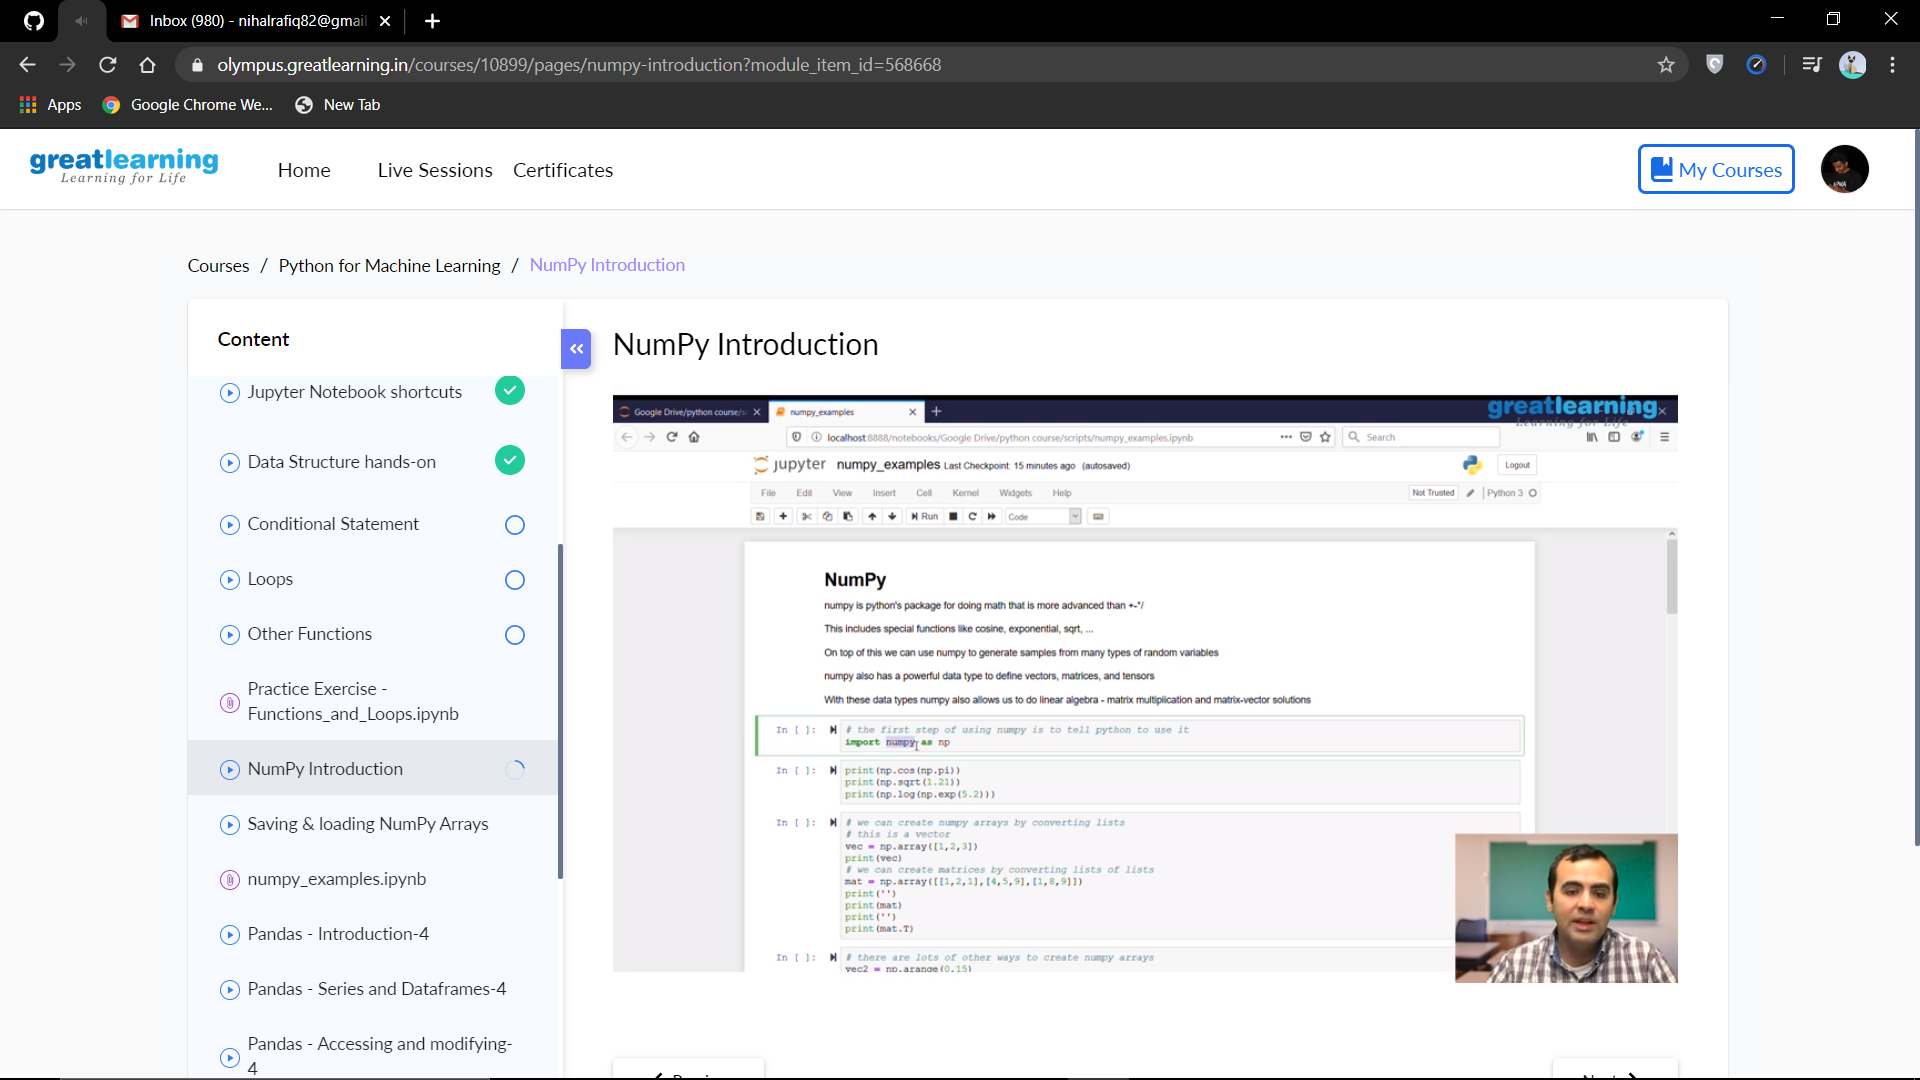 Inbox (980) - nihalrafiq82@gmail
olympus.greatlearning.in/courses/10899/pages/numpy-introduction?module_item_id=568668
Apps
Google Chrome We...
New Tab
greatlearning
Learning for Life
Home
Live Sessions
Certificates
My Courses
Courses / Python for Machine Learning / NumPy Introduction
Content
Jupyter Notebook shortcuts
Data Structure hands-on
Conditional Statement
Loops
Other Functions
Practice Exercise -
Functions_and_Loops.ipynb
NumPy Introduction
Saving & loading NumPy Arrays
numpy_examples.ipynb
Pandas - Introduction-4
Pandas - Series and Dataframes-4
Pandas - Accessing and modifying-
4
NumPy Introduction
Google Drive/python course/
numpy_examples
greatlearning
Learning for Life
localhost:8888/notebooks/Google Drive/python course/scripts/numpy_examples.ipynb
Search
jupyter numpy_examples Last Checkpoint: 15 minutes ago (autosaved)
Logout
File Edit View Insert Cell Kernel Widgets Help
Not Trusted
Python 3
Run
Code
NumPy
numpy is python's package for doing math that is more advanced than +-*/
This includes special functions like cosine, exponential, sqrt, ...
On top of this we can use numpy to generate samples from many types of random variables
numpy also has a powerful data type to define vectors, matrices, and tensors
With these data types numpy also allows us to do linear algebra - matrix multiplication and matrix-vector solutions
In [ ]: # the first step of using numpy is to tell python to use it
import numpy as np
In [ ]: print(np.cos(np.pi))
print(np.sqrt(1.21))
print(np.log(np.exp(5.2)))
In [ ]: # we can create numpy arrays by converting lists
# this is a vector
vec = np.array([1,2,3])
print(vec)
# we can create matrices by converting lists of lists
mat = np.array([[1,2,1],[4,5,9],[1,8,9]])
print('')
print(mat)
print('')
print(mat.T)
In [ ]: # there are lots of other ways to create numpy arrays
vec2 = np.arange(0,15)